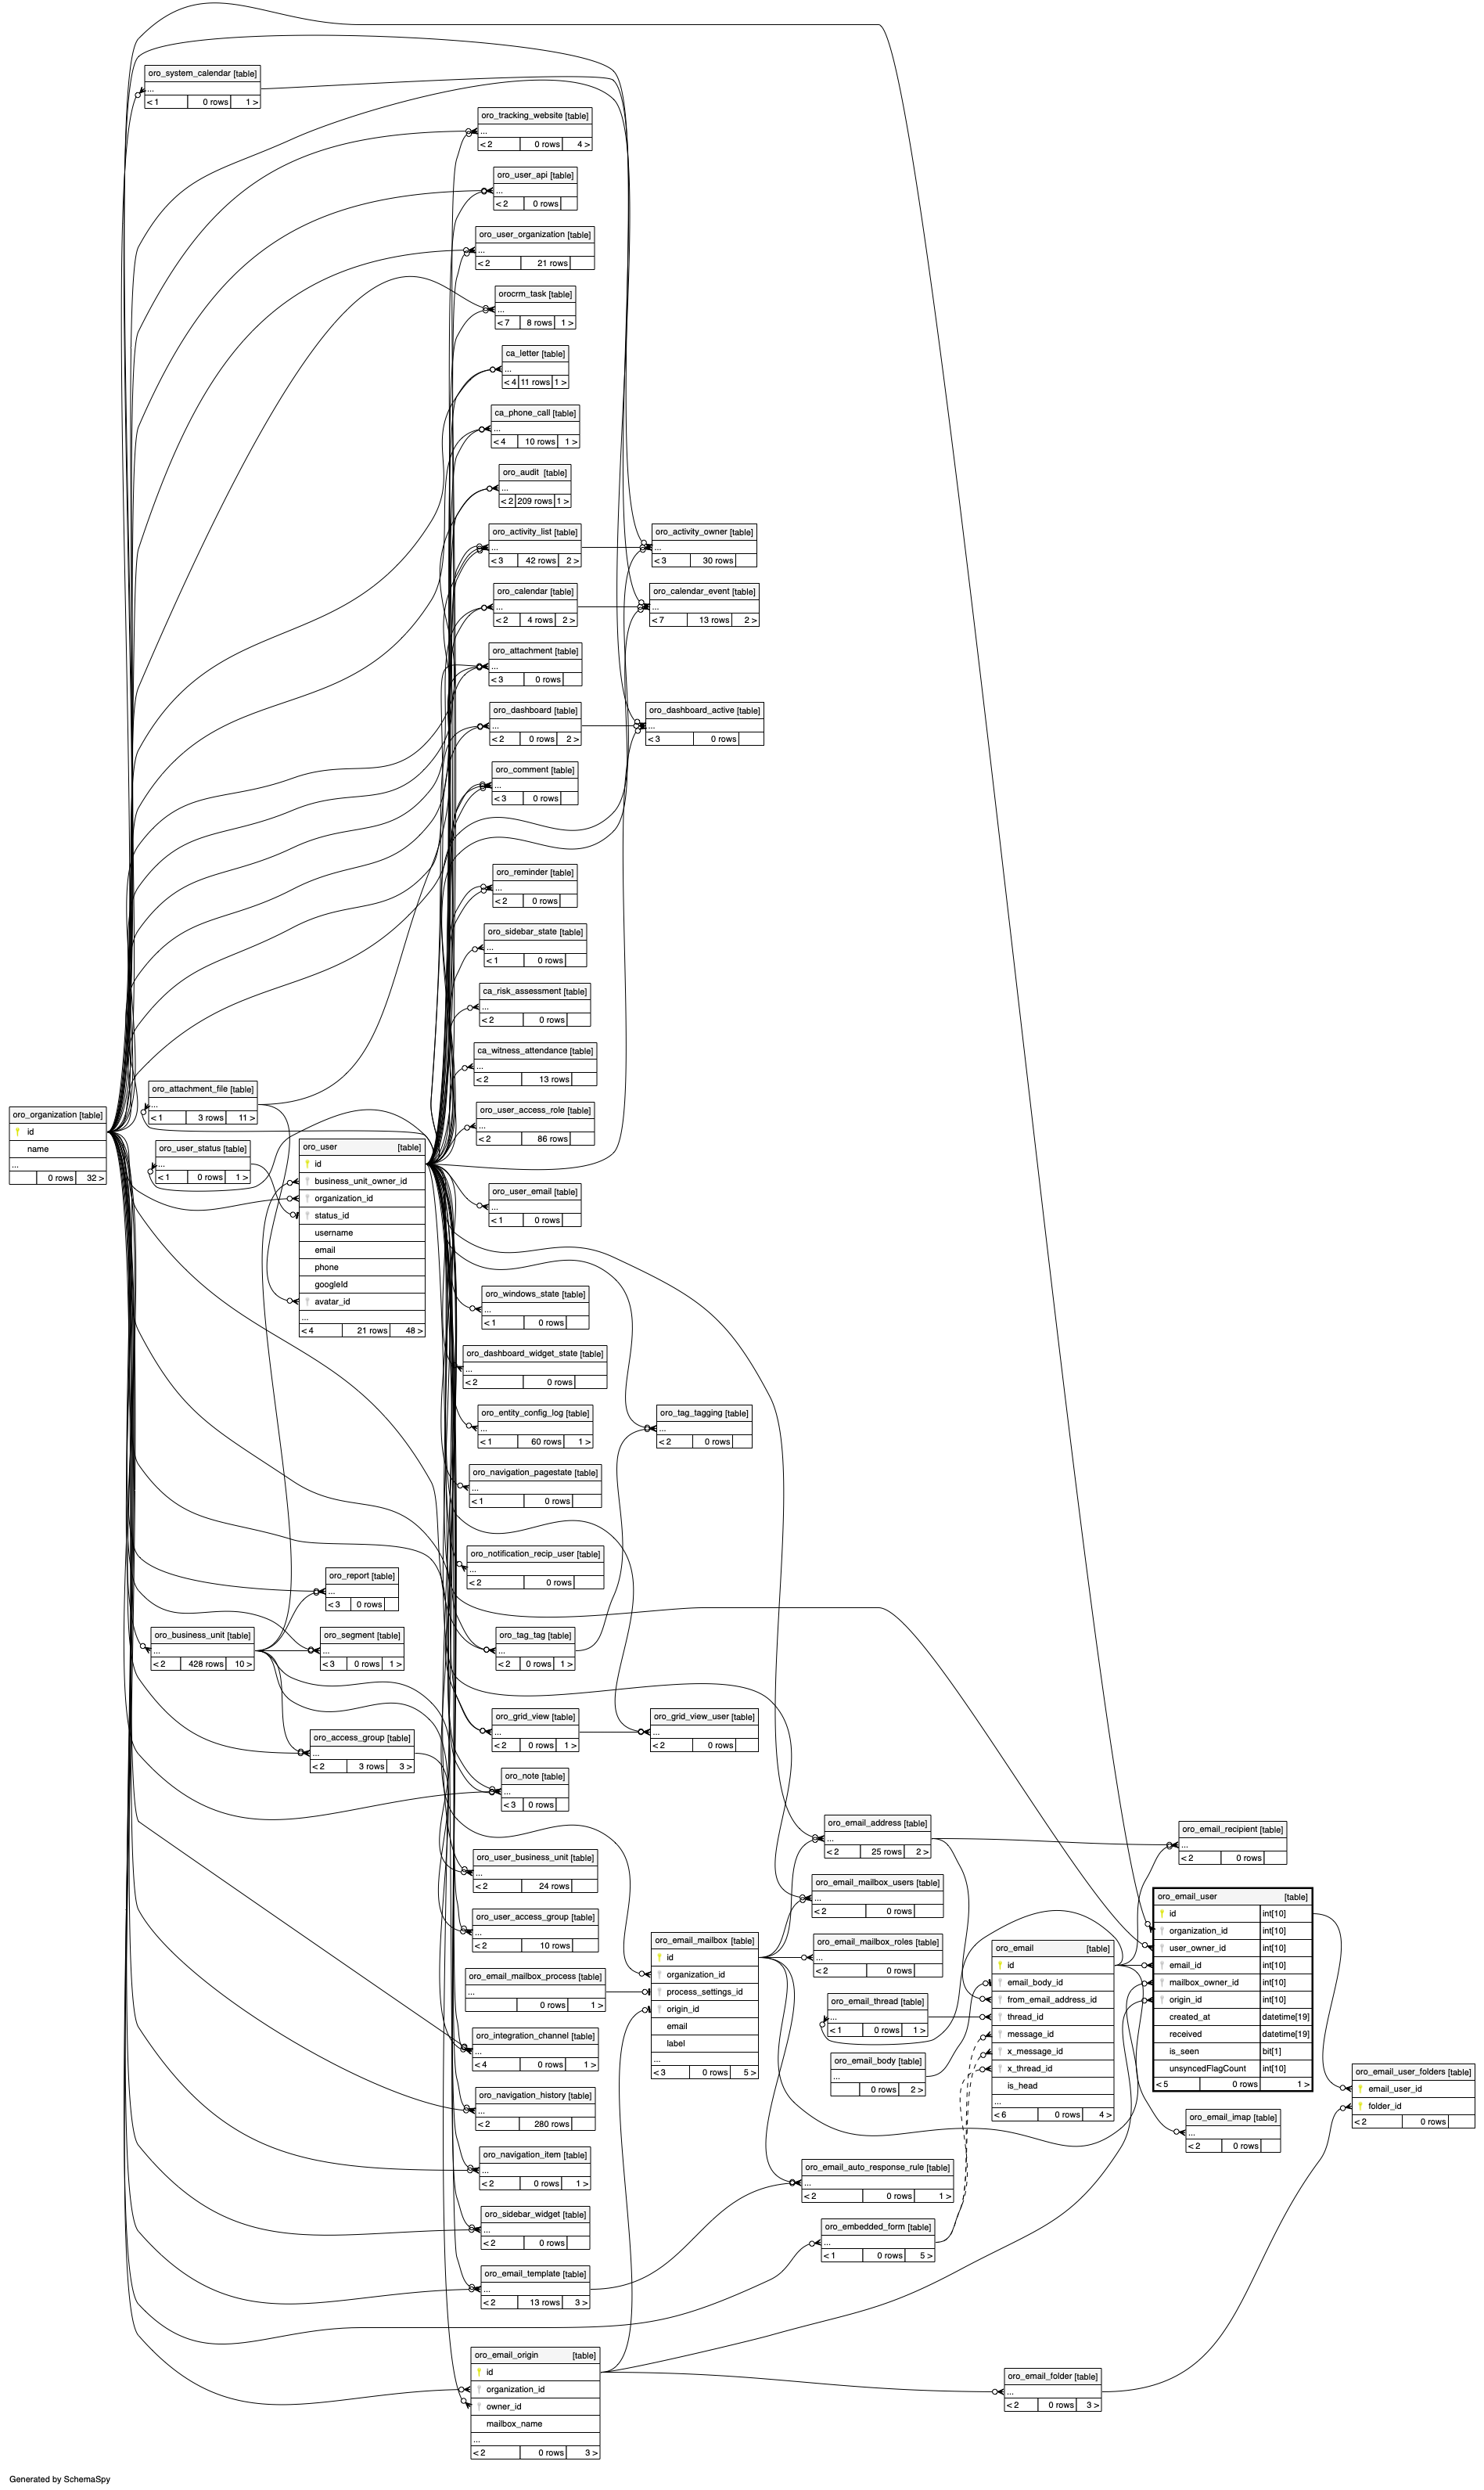 oro_system_calendar [table]
...
< 1 0 rows 1 >
oro_tracking_website [table]
...
< 2 0 rows 4 >
oro_user_api [table]
...
< 2 0 rows
oro_user_organization [table]
...
< 2 21 rows
orocrm_task [table]
...
< 7 8 rows 1 >
ca_letter [table]
...
< 4 11 rows 1 >
ca_phone_call [table]
...
< 4 10 rows 1 >
oro_audit [table]
...
< 2 209 rows 1 >
oro_activity_list [table]
...
< 3 42 rows 2 >
oro_activity_owner [table]
...
< 3 30 rows
oro_calendar [table]
...
< 2 4 rows 2 >
oro_calendar_event [table]
...
< 7 13 rows 2 >
oro_attachment [table]
...
< 3 0 rows
oro_dashboard [table]
...
< 2 0 rows 2 >
oro_dashboard_active [table]
...
< 3 0 rows
oro_comment [table]
...
< 3 0 rows
oro_reminder [table]
...
< 2 0 rows
oro_sidebar_state [table]
...
< 1 0 rows
ca_risk_assessment [table]
...
< 2 0 rows
ca_witness_attendance [table]
...
< 2 13 rows
oro_attachment_file [table]
...
< 1 3 rows 11 >
oro_organization [table]
id
name
...
0 rows 32 >
oro_user_access_role [table]
...
< 2 86 rows
oro_user_status [table]
...
< 1 0 rows 1 >
oro_user [table]
id
business_unit_owner_id
organization_id
status_id
username
email
phone
googleId
avatar_id
...
< 4 21 rows 48 >
oro_user_email [table]
...
< 1 0 rows
oro_windows_state [table]
...
< 1 0 rows
oro_dashboard_widget_state [table]
...
< 2 0 rows
oro_entity_config_log [table]
...
< 1 60 rows 1 >
oro_tag_tagging [table]
...
< 2 0 rows
oro_navigation_pagestate [table]
...
< 1 0 rows
oro_notification_recip_user [table]
...
< 2 0 rows
oro_report [table]
...
< 3 0 rows
oro_business_unit [table]
...
< 2 428 rows 10 >
oro_segment [table]
...
< 3 0 rows 1 >
oro_tag_tag [table]
...
< 2 0 rows 1 >
oro_grid_view [table]
...
< 2 0 rows 1 >
oro_grid_view_user [table]
...
< 2 0 rows
oro_access_group [table]
...
< 2 3 rows 3 >
oro_note [table]
...
< 3 0 rows
oro_email_address [table]
...
< 2 25 rows 2 >
oro_email_recipient [table]
...
< 2 0 rows
oro_user_business_unit [table]
...
< 2 24 rows
oro_email_mailbox_users [table]
...
< 2 0 rows
oro_email_user [table]
id int[10]
organization_id int[10]
user_owner_id int[10]
email_id int[10]
mailbox_owner_id int[10]
origin_id int[10]
created_at datetime[19]
received datetime[19]
is_seen bit[1]
unsyncedFlagCount int[10]
< 5 0 rows 1 >
oro_user_access_group [table]
...
< 2 10 rows
oro_email_mailbox [table]
id
organization_id
process_settings_id
origin_id
email
label
...
< 3 0 rows 5 >
oro_email_mailbox_roles [table]
...
< 2 0 rows
oro_email [table]
id
email_body_id
from_email_address_id
thread_id
message_id
x_message_id
x_thread_id
is_head
...
< 6 0 rows 4 >
oro_email_mailbox_process [table]
...
0 rows 1 >
oro_email_thread [table]
...
< 1 0 rows 1 >
oro_integration_channel [table]
...
< 4 0 rows 1 >
oro_email_body [table]
...
0 rows 2 >
oro_email_user_folders [table]
email_user_id
folder_id
< 2 0 rows
oro_navigation_history [table]
...
< 2 280 rows
oro_email_imap [table]
...
< 2 0 rows
oro_navigation_item [table]
...
< 2 0 rows 1 >
oro_email_auto_response_rule [table]
...
< 2 0 rows 1 >
oro_sidebar_widget [table]
...
< 2 0 rows
oro_embedded_form [table]
...
< 1 0 rows 5 >
oro_email_template [table]
...
< 2 13 rows 3 >
oro_email_origin [table]
id
organization_id
owner_id
mailbox_name
...
< 2 0 rows 3 >
oro_email_folder [table]
...
< 2 0 rows 3 >
Generated by SchemaSpy